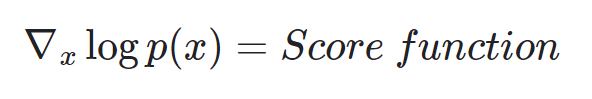 ∇ₓ log p(x) = Score function